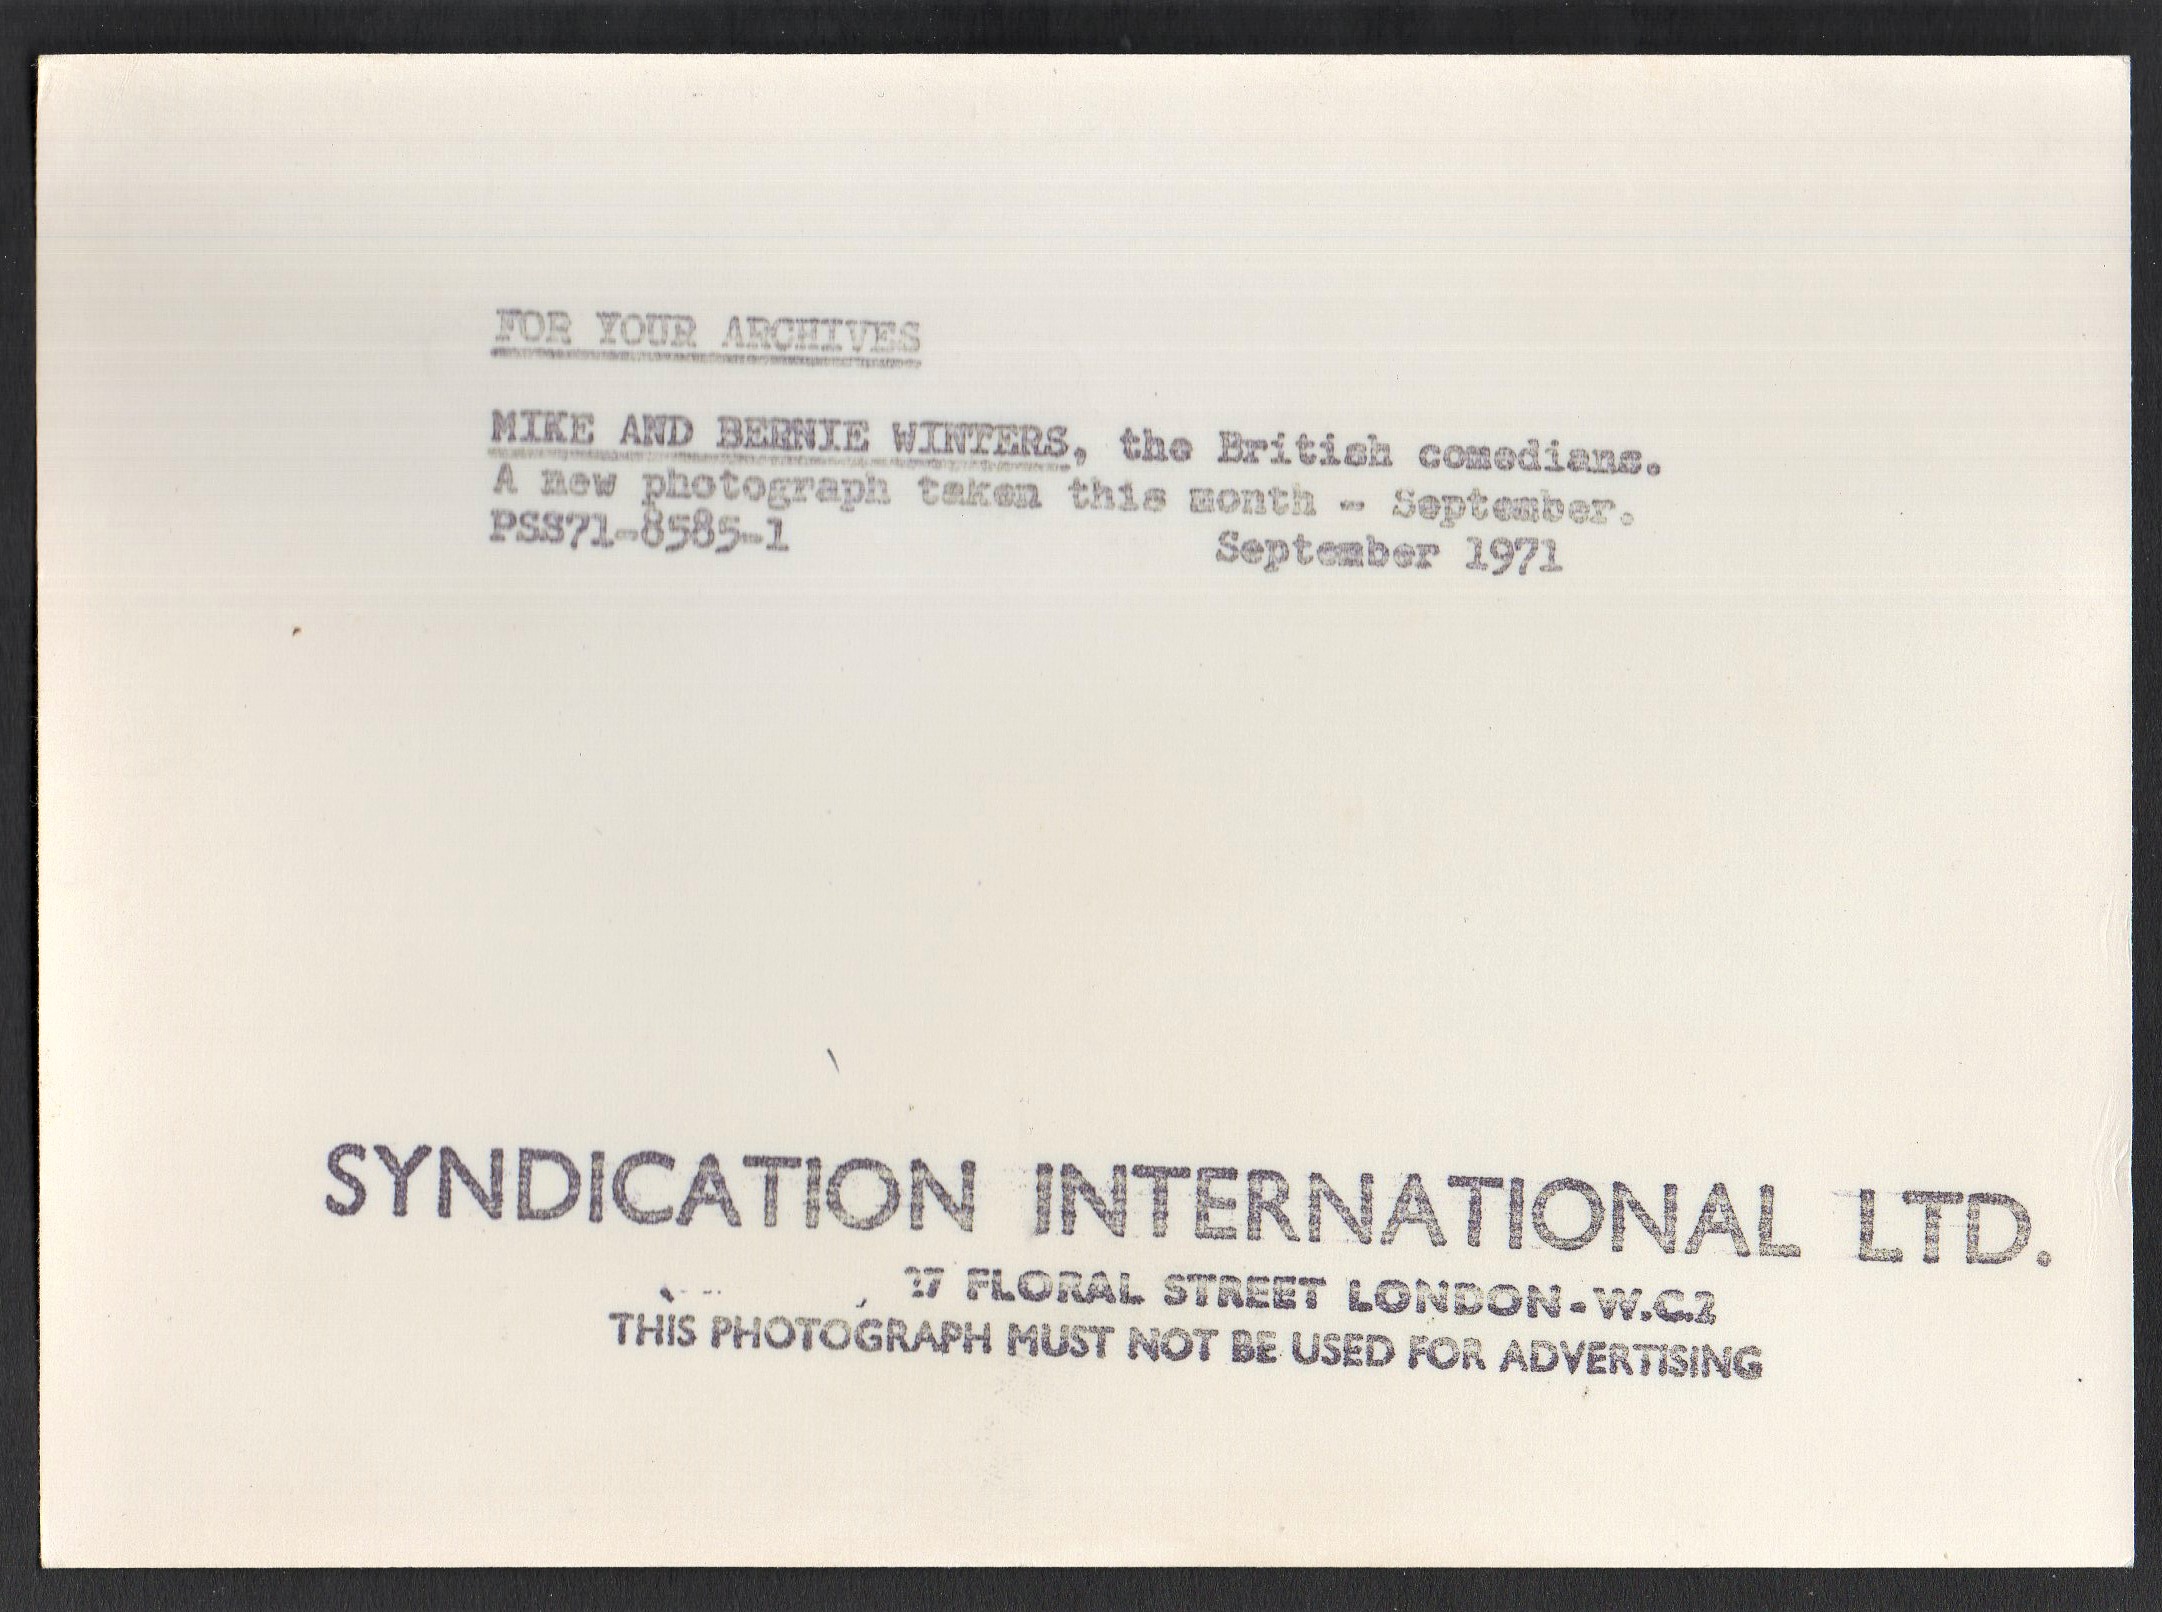 FOR YOUR ARCHIVES
MIKE AND BERNIE WINTERS, the British comedians.
A new photograph taken this month - September.
PSS71-8585-1 September 1971
SYNDICATION INTERNATIONAL LTD.
FLORAL STREET LONDON - W.C.2
THIS PHOTOGRAPH MUST NOT BE USED FOR ADVERTISING